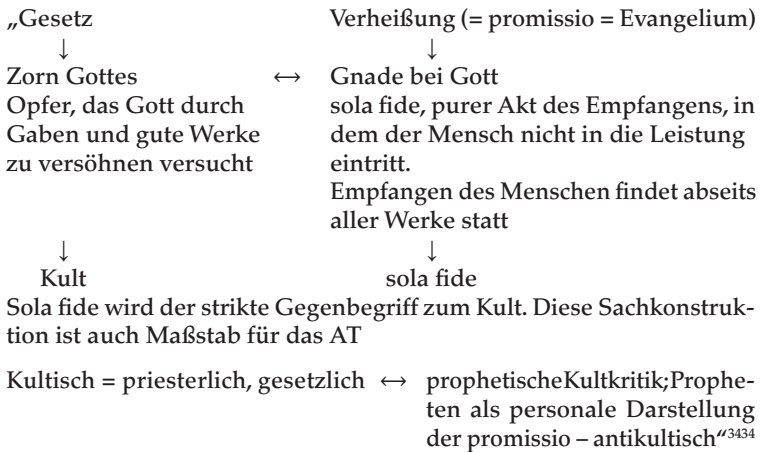 „Gesetz Verheißung (= promissio = Evangelium)
↓ ↓
Zorn Gottes ↔ Gnade bei Gott
Opfer, das Gott durch sola fide, purer Akt des Empfangens, in
Gaben und gute Werke dem der Mensch nicht in die Leistung
zu versöhnen versucht eintritt.
Empfangen des Menschen findet abseits
aller Werke statt
↓ ↓
Kult sola fide
Sola fide wird der strikte Gegenbegriff zum Kult. Diese Sachkonstruk-
tion ist auch Maßstab für das AT
Kultisch = priesterlich, gesetzlich ↔ prophetischeKultkritik;Prophe-
ten als personale Darstellung
der promissio – antikultisch“3434